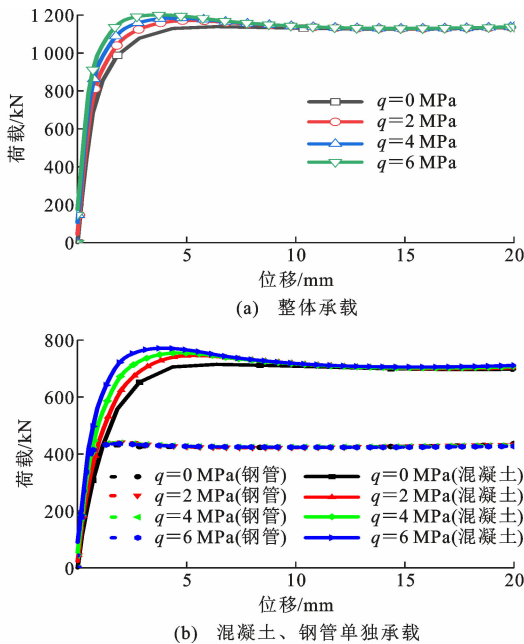 1 200
1 000
800
600
400
200
0
荷载/kN
q=0 MPa
q=2 MPa
q=4 MPa
q=6 MPa
5 10 15 20
位移/mm
(a) 整体承载
800
600
400
200
0
荷载/kN
q=0 MPa(钢管) q=0 MPa(混凝土)
q=2 MPa(钢管) q=2 MPa(混凝土)
q=4 MPa(钢管) q=4 MPa(混凝土)
q=6 MPa(钢管) q=6 MPa(混凝土)
5 10 15 20
位移/mm
(b) 混凝土、钢管单独承载